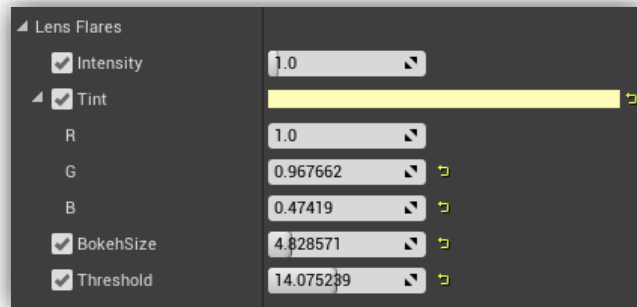 Lens Flares
Intensity 1.0
Tint
R 1.0
G 0.967662
B 0.47419
BokehSize 4.828571
Threshold 14.075239